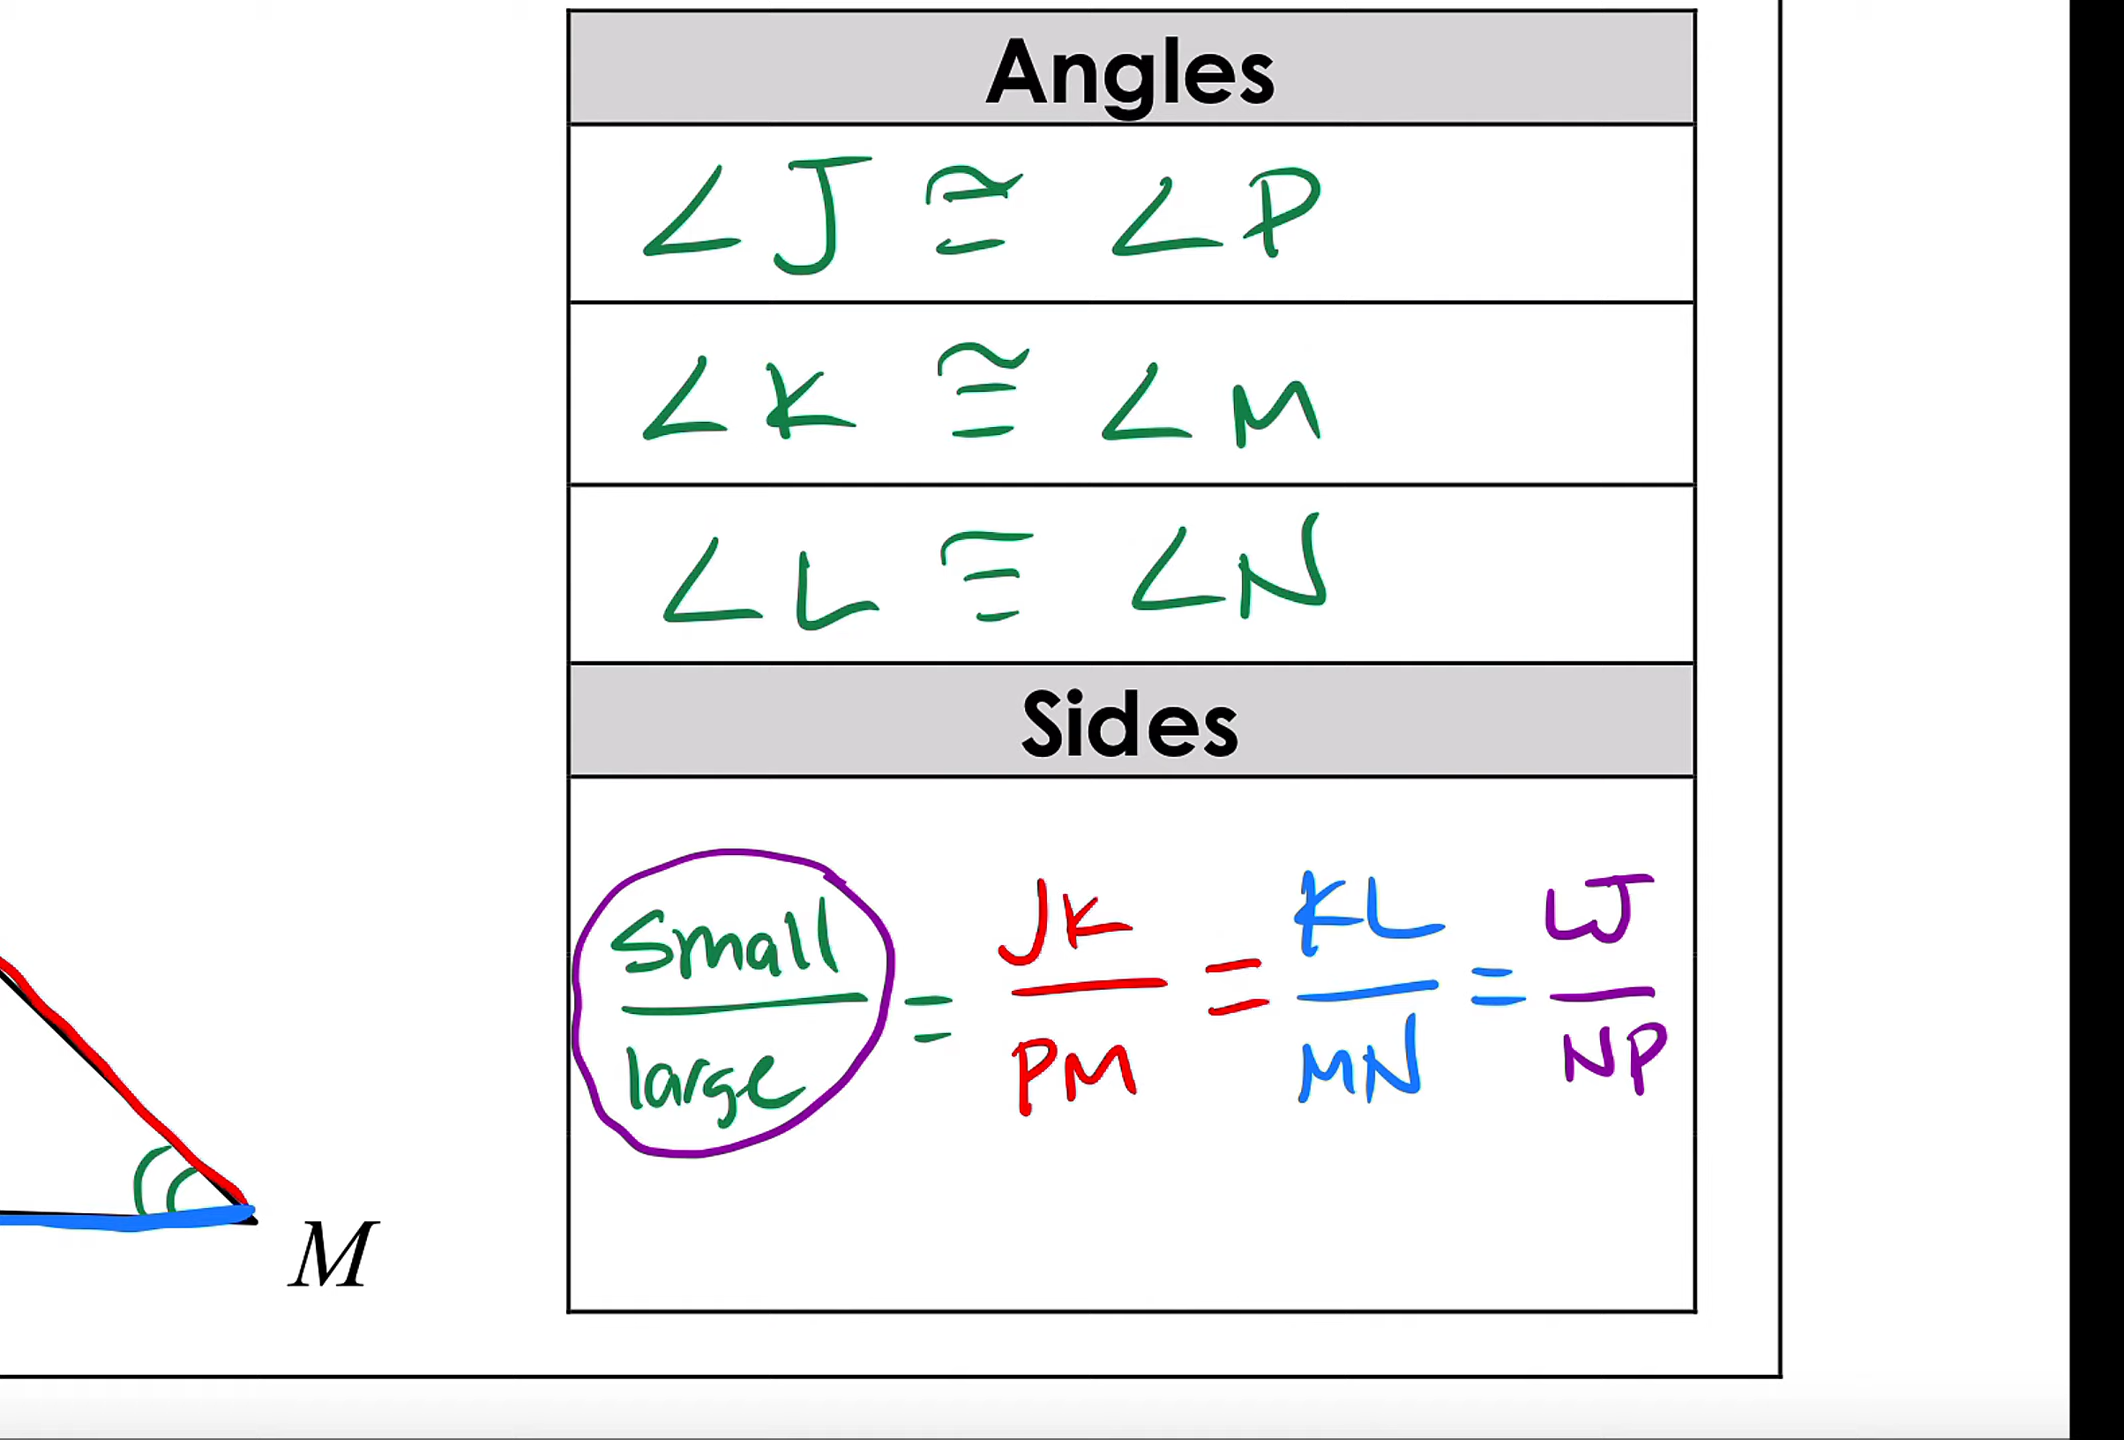 Angles
∠J ≅ ∠P
∠K ≅ ∠M
∠L ≅ ∠N
Sides
small/large = JK/PM = KL/MN = LJ/NP
M